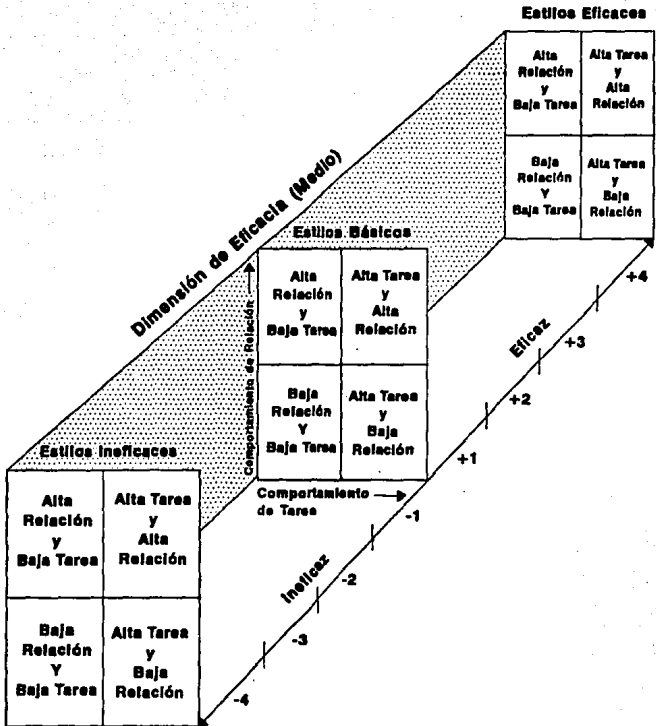 Estilos Eficaces
Alta
Relación
y
Baja Tarea
Alta Tarea
y
Alta
Relación
Baja
Relación
Y
Baja Tarea
Alta Tarea
y
Baja
Relación
Dimensión de Eficacia (Medio)
Estilos Básicos
Comportamiento de Relación
Alta
Relación
y
Baja Tarea
Alta Tarea
y
Alta
Relación
Baja
Relación
Y
Baja Tarea
Alta Tarea
y
Baja
Relación
Comportamiento
de Tarea
Estilos Ineficaces
Alta
Relación
y
Baja Tarea
Alta Tarea
y
Alta
Relación
Baja
Relación
Y
Baja Tarea
Alta Tarea
y
Baja
Relación
Eficaz
+4
+3
+2
+1
Ineficaz
-1
-2
-3
-4